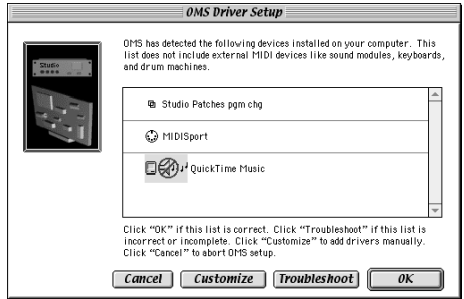 OMS Driver Setup
Studio
OMS has detected the following devices installed on your computer. This
list does not include external MIDI devices like sound modules, keyboards,
and drum machines.
Studio Patches pgm chg
MIDISport
QuickTime Music
Click “OK” if this list is correct. Click “Troubleshoot” if this list is
incorrect or incomplete. Click “Customize” to add drivers manually.
Click “Cancel” to abort OMS setup.
Cancel Customize Troubleshoot OK